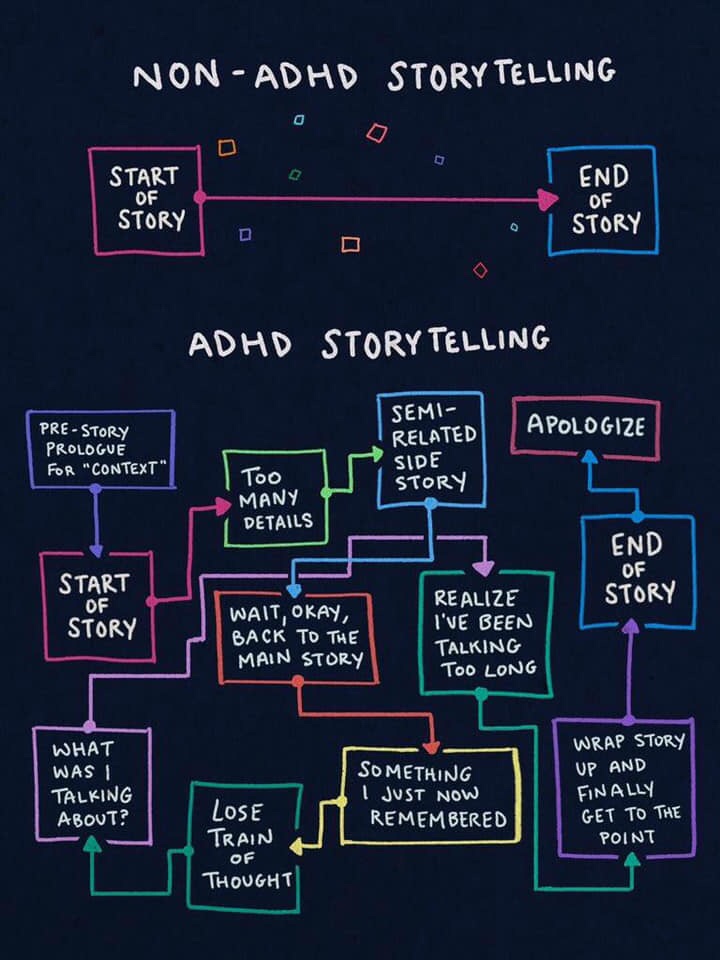 NON-ADHD STORYTELLING
START
OF
STORY
END
OF
STORY
ADHD STORYTELLING
PRE-STORY
PROLOGUE
FOR "CONTEXT"
START
OF
STORY
TOO
MANY
DETAILS
SEMI-
RELATED
SIDE
STORY
WAIT, OKAY,
BACK TO THE
MAIN STORY
SOMETHING
I JUST NOW
REMEMBERED
LOSE
TRAIN
OF
THOUGHT
WHAT
WAS I
TALKING
ABOUT?
REALIZE
I'VE BEEN
TALKING
TOO LONG
WRAP STORY
UP AND
FINALLY
GET TO THE
POINT
END
OF
STORY
APOLOGIZE